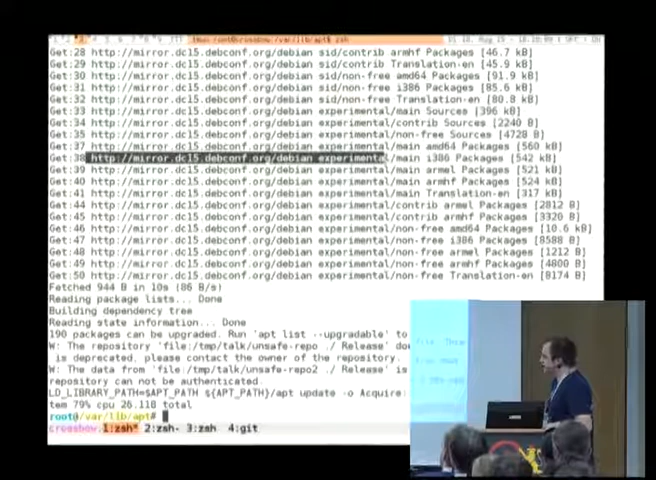 Get:28 http://mirror.dc15.debconf.org/debian sid/contrib armhf Packages [46.7 kB]
Get:29 http://mirror.dc15.debconf.org/debian sid/contrib Translation-en [45.9 kB]
Get:30 http://mirror.dc15.debconf.org/debian sid/non-free amd64 Packages [91.9 kB]
Get:31 http://mirror.dc15.debconf.org/debian sid/non-free i386 Packages [85.6 kB]
Get:32 http://mirror.dc15.debconf.org/debian sid/non-free Translation-en [80.8 kB]
Get:33 http://mirror.dc15.debconf.org/debian experimental/main Sources [396 kB]
Get:34 http://mirror.dc15.debconf.org/debian experimental/contrib Sources [2240 B]
Get:35 http://mirror.dc15.debconf.org/debian experimental/non-free Sources [4728 B]
Get:37 http://mirror.dc15.debconf.org/debian experimental/main amd64 Packages [560 kB]
Get:38 http://mirror.dc15.debconf.org/debian experimental/main i386 Packages [542 kB]
Get:39 http://mirror.dc15.debconf.org/debian experimental/main armel Packages [521 kB]
Get:40 http://mirror.dc15.debconf.org/debian experimental/main armhf Packages [524 kB]
Get:41 http://mirror.dc15.debconf.org/debian experimental/main Translation-en [317 kB]
Get:44 http://mirror.dc15.debconf.org/debian experimental/contrib armel Packages [2812 B]
Get:45 http://mirror.dc15.debconf.org/debian experimental/contrib armhf Packages [3320 B]
Get:46 http://mirror.dc15.debconf.org/debian experimental/non-free amd64 Packages [10.6 kB]
Get:47 http://mirror.dc15.debconf.org/debian experimental/non-free i386 Packages [8588 B]
Get:48 http://mirror.dc15.debconf.org/debian experimental/non-free armel Packages [1212 B]
Get:49 http://mirror.dc15.debconf.org/debian experimental/non-free armhf Packages [4800 B]
Get:50 http://mirror.dc15.debconf.org/debian experimental/non-free Translation-en [8174 B]
Fetched 944 B in 10s (86 B/s)
Reading package lists... Done
Building dependency tree
Reading state information... Done
190 packages can be upgraded. Run 'apt list --upgradable' to
W: The repository 'file:/tmp/talk/unsafe-repo ./ Release' do
is deprecated, please contact the owner of the repository.
W: The data from 'file:/tmp/talk/unsafe-repo2 ./ Release' is
repository can not be authenticated.
LD_LIBRARY_PATH=$APT_PATH ${APT_PATH}/apt update -o Acquire:
tem 79% cpu 26.118 total
root@/var/lib/apt#
crossbow 1:zsh* 2:zsh- 3:zsh 4:git